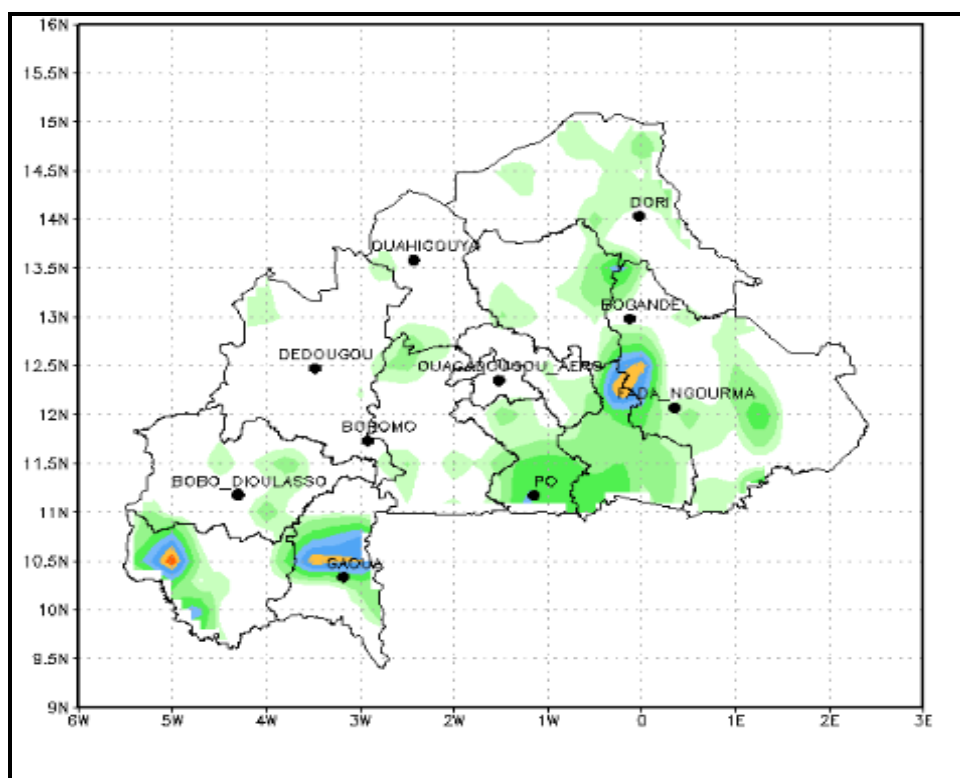 16N
15.5N
15N
14.5N
14N
13.5N
13N
12.5N
12N
11.5N
11N
10.5N
10N
9.5N
9N
DORI
OUAHIGOUYA
BOGANDE
DEDOUGOU
OUAGADOUGOU_AERO
FADA_NGOURMA
BOROMO
BOBO_DIOULASSO
PO
GAOUA
6W 5W 4W 3W 2W 1W 0 1E 2E 3E